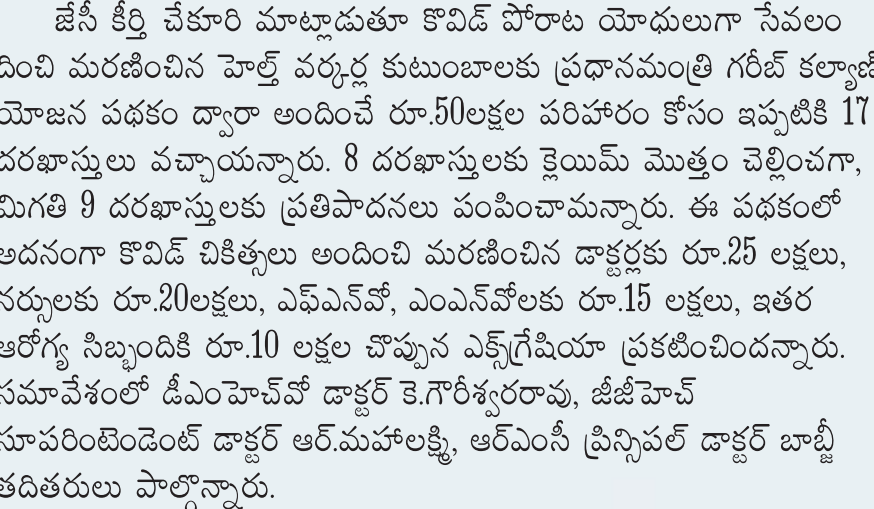 జేసీ కీర్తి చేకూరి మాట్లాడుతూ కొవిడ్ పోరాట యోధులుగా సేవలం
దించి మరణించిన హెల్త్ వర్కర్ల కుటుంబాలకు ప్రధానమంత్రి గరీబ్ కల్యాణ్
యోజన పథకం ద్వారా అందించే రూ.50లక్షల పరిహారం కోసం ఇప్పటికి 17
దరఖాస్తులు వచ్చాయన్నారు. 8 దరఖాస్తులకు క్లెయిమ్ మొత్తం చెల్లించగా,
మిగతి 9 దరఖాస్తులకు ప్రతిపాదనలు పంపించామన్నారు. ఈ పథకంలో
అదనంగా కొవిడ్ చికిత్సలు అందించి మరణించిన డాక్టర్లకు రూ.25 లక్షలు,
నర్సులకు రూ.20లక్షలు, ఎఫ్ఎన్‌వో, ఎంఎన్‌వోలకు రూ.15 లక్షలు, ఇతర
ఆరోగ్య సిబ్బందికి రూ.10 లక్షల చొప్పున ఎక్స్‌గ్రేషియా ప్రకటించిందన్నారు.
సమావేశంలో డీఎంహెచ్‌వో డాక్టర్ కె.గౌరీశ్వరరావు, జీజీహెచ్
సూపరింటెండెంట్ డాక్టర్ ఆర్.మహాలక్ష్మి, ఆర్ఎంసీ ప్రిన్సిపల్ డాక్టర్ బాబ్జీ
తదితరులు పాల్గొన్నారు.